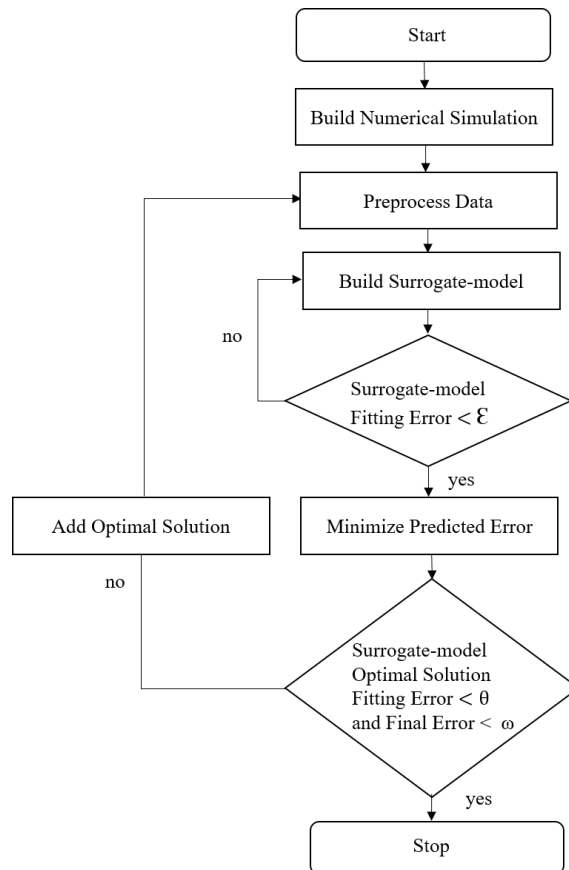 Start
Build Numerical Simulation
Preprocess Data
Build Surrogate-model
no
Surrogate-model
Fitting Error < ε
yes
Add Optimal Solution
Minimize Predicted Error
no
Surrogate-model
Optimal Solution
Fitting Error < θ
and Final Error < ω
yes
Stop